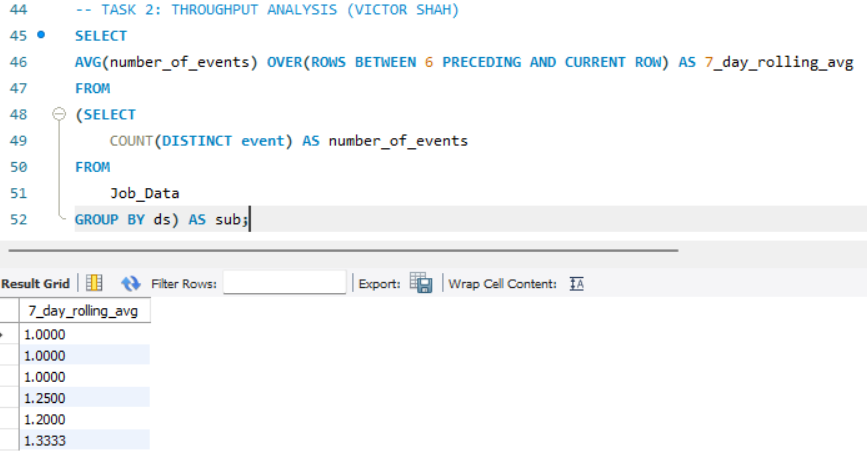 44 -- TASK 2: THROUGHPUT ANALYSIS (VICTOR SHAH)
45 SELECT
46 AVG(number_of_events) OVER(ROWS BETWEEN 6 PRECEDING AND CURRENT ROW) AS 7_day_rolling_avg
47 FROM
48 (SELECT
49 COUNT(DISTINCT event) AS number_of_events
50 FROM
51 Job_Data
52 GROUP BY ds) AS sub;
Result Grid Filter Rows: Export: Wrap Cell Content: IA
7_day_rolling_avg
1.0000
1.0000
1.0000
1.2500
1.2000
1.3333